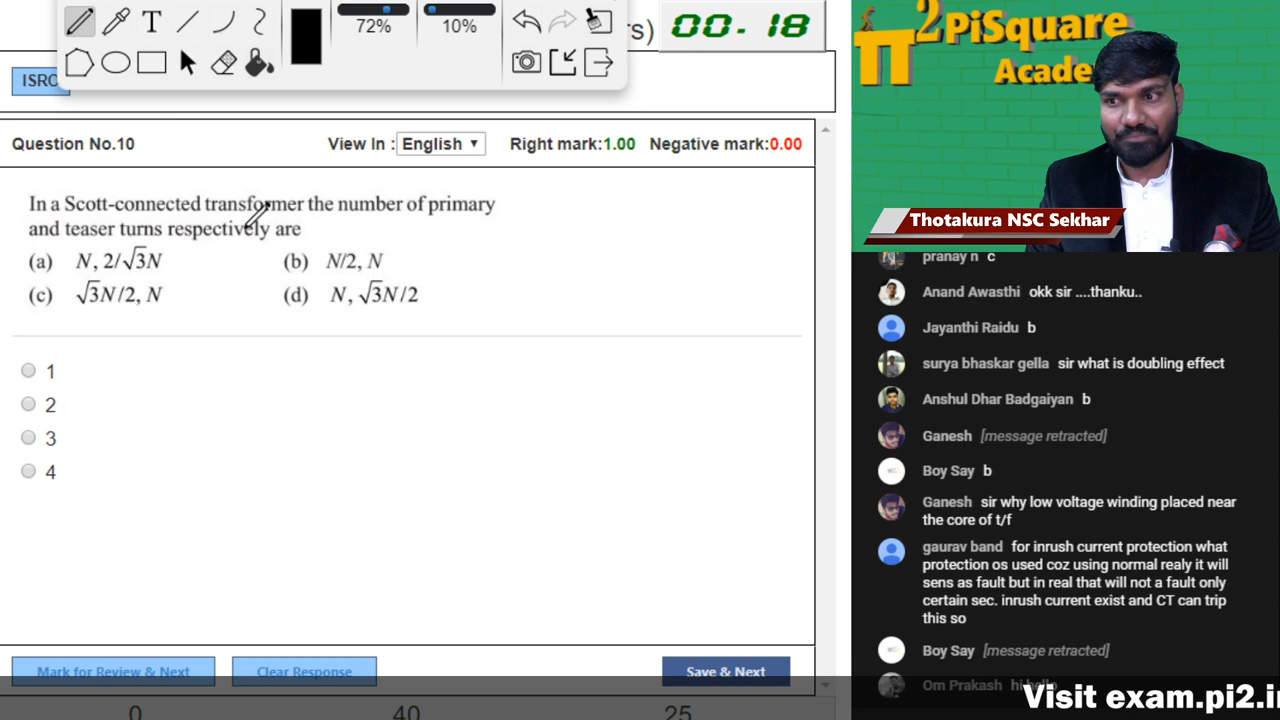 T
72%
10%
rs)
00- 18
ISRO
Question No.10
View In :
English
Right mark:1.00
Negative mark:0.00
In a Scott-connected transformer the number of primary
and teaser turns respectively are
(a) N, 2/√3N
(b) N/2, N
(c) √3N/2, N
(d) N, √3N/2
1
2
3
4
Mark for Review & Next
Clear Response
Save & Next
0
40
25
π2 PiSquare
Acade
Thotakura NSC Sekhar
pranay n c
Anand Awasthi okk sir ....thanku..
Jayanthi Raidu b
surya bhaskar gella sir what is doubling effect
Anshul Dhar Badgaiyan b
Ganesh [message retracted]
Boy Say b
Ganesh sir why low voltage winding placed near
the core of t/f
gaurav band for inrush current protection what
protection os used coz using normal realy it will
sens as fault but in real that will not a fault only
certain sec. inrush current exist and CT can trip
this so
Boy Say [message retracted]
Om Prakash hi
Visit exam.pi2.i